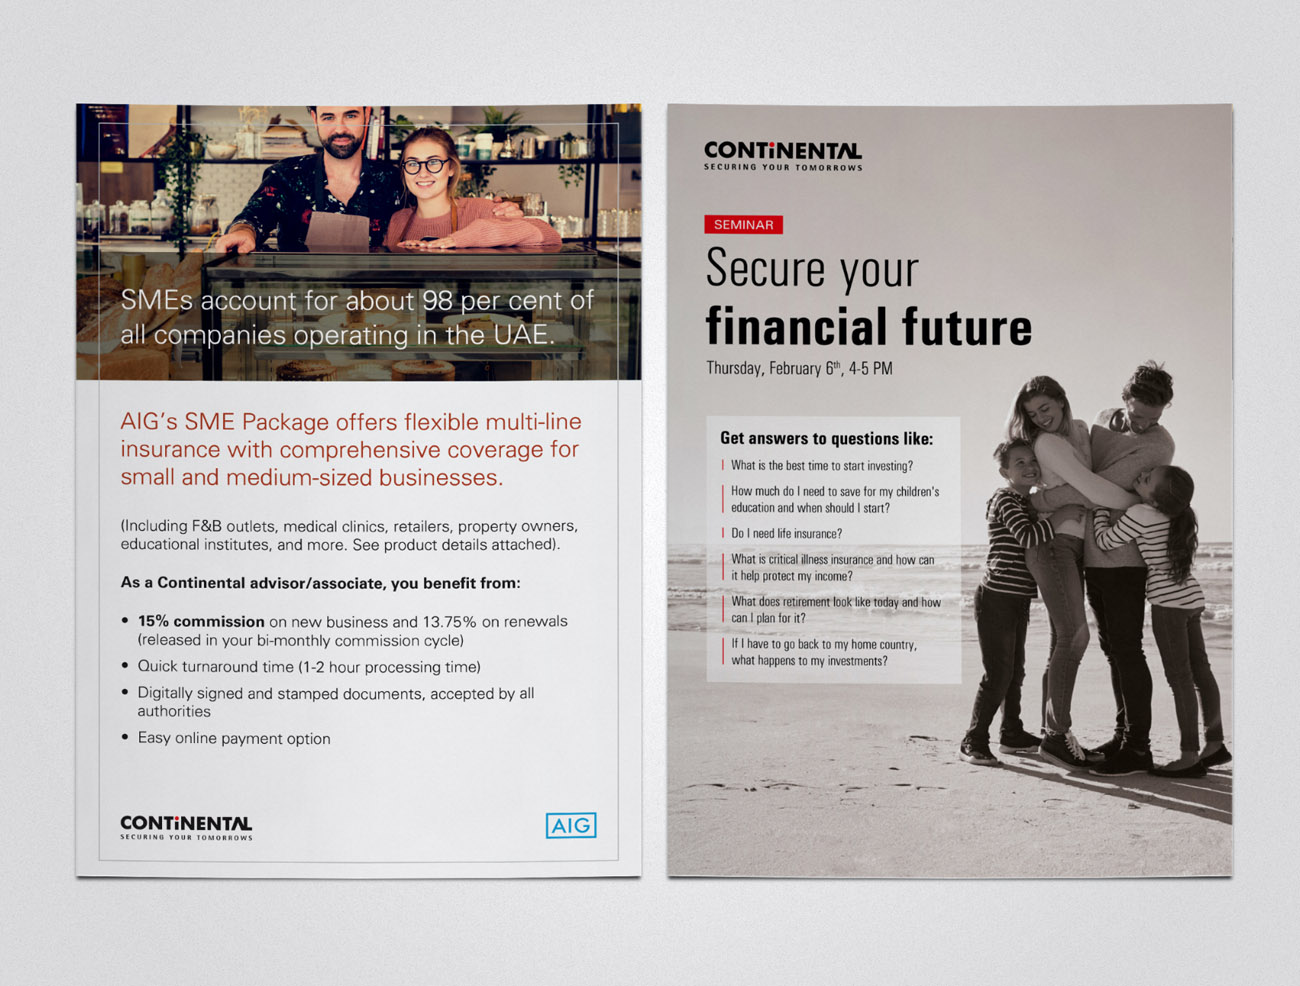 SMEs account for about 98 per cent of
all companies operating in the UAE.
AIG's SME Package offers flexible multi-line
insurance with comprehensive coverage for
small and medium-sized businesses.
(Including F&B outlets, medical clinics, retailers, property owners,
educational institutes, and more. See product details attached).
As a Continental advisor/associate, you benefit from:
• 15% commission on new business and 13.75% on renewals
(released in your bi-monthly commission cycle)
• Quick turnaround time (1-2 hour processing time)
• Digitally signed and stamped documents, accepted by all
authorities
• Easy online payment option
CONTiNENTAL
SECURING YOUR TOMORROWS
AIG
CONTiNENTAL
SECURING YOUR TOMORROWS
SEMINAR
Secure your
financial future
Thursday, February 6th, 4-5 PM
Get answers to questions like:
What is the best time to start investing?
How much do I need to save for my children's
education and when should I start?
Do I need life insurance?
What is critical illness insurance and how can
it help protect my income?
What does retirement look like today and how
can I plan for it?
If I have to go back to my home country,
what happens to my investments?